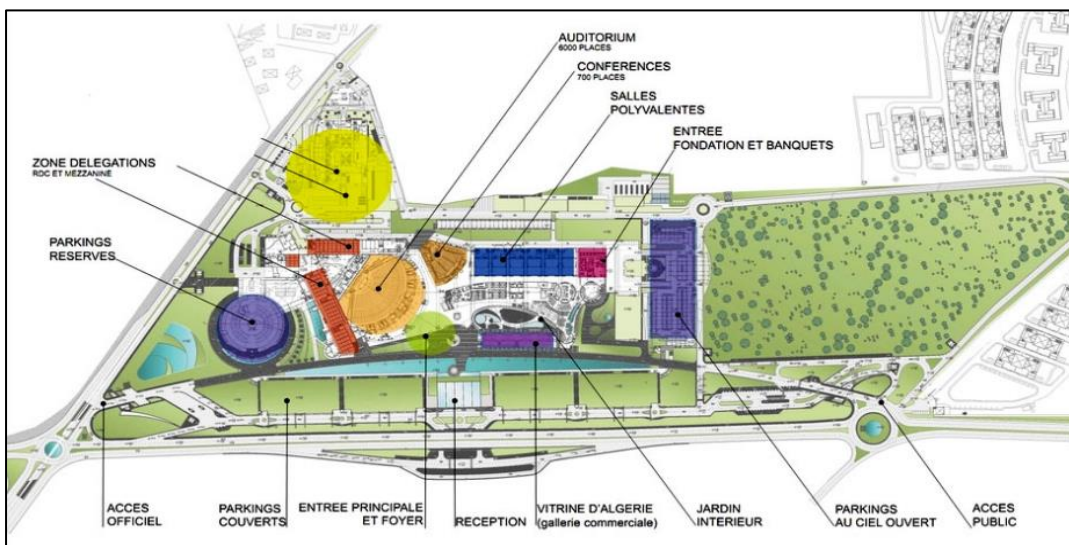 AUDITORIUM
6000 PLACES
CONFERENCES
700 PLACES
SALLES
POLYVALENTES
ENTREE
FONDATION ET BANQUETS
ZONE DELEGATIONS
RDC ET MEZZANINE
PARKINGS
RESERVES
ACCES
OFFICIEL
PARKINGS
COUVERTS
ENTREE PRINCIPALE
ET FOYER
RECEPTION
VITRINE D'ALGERIE
(gallerie commerciale)
JARDIN
INTERIEUR
PARKINGS
AU CIEL OUVERT
ACCES
PUBLIC